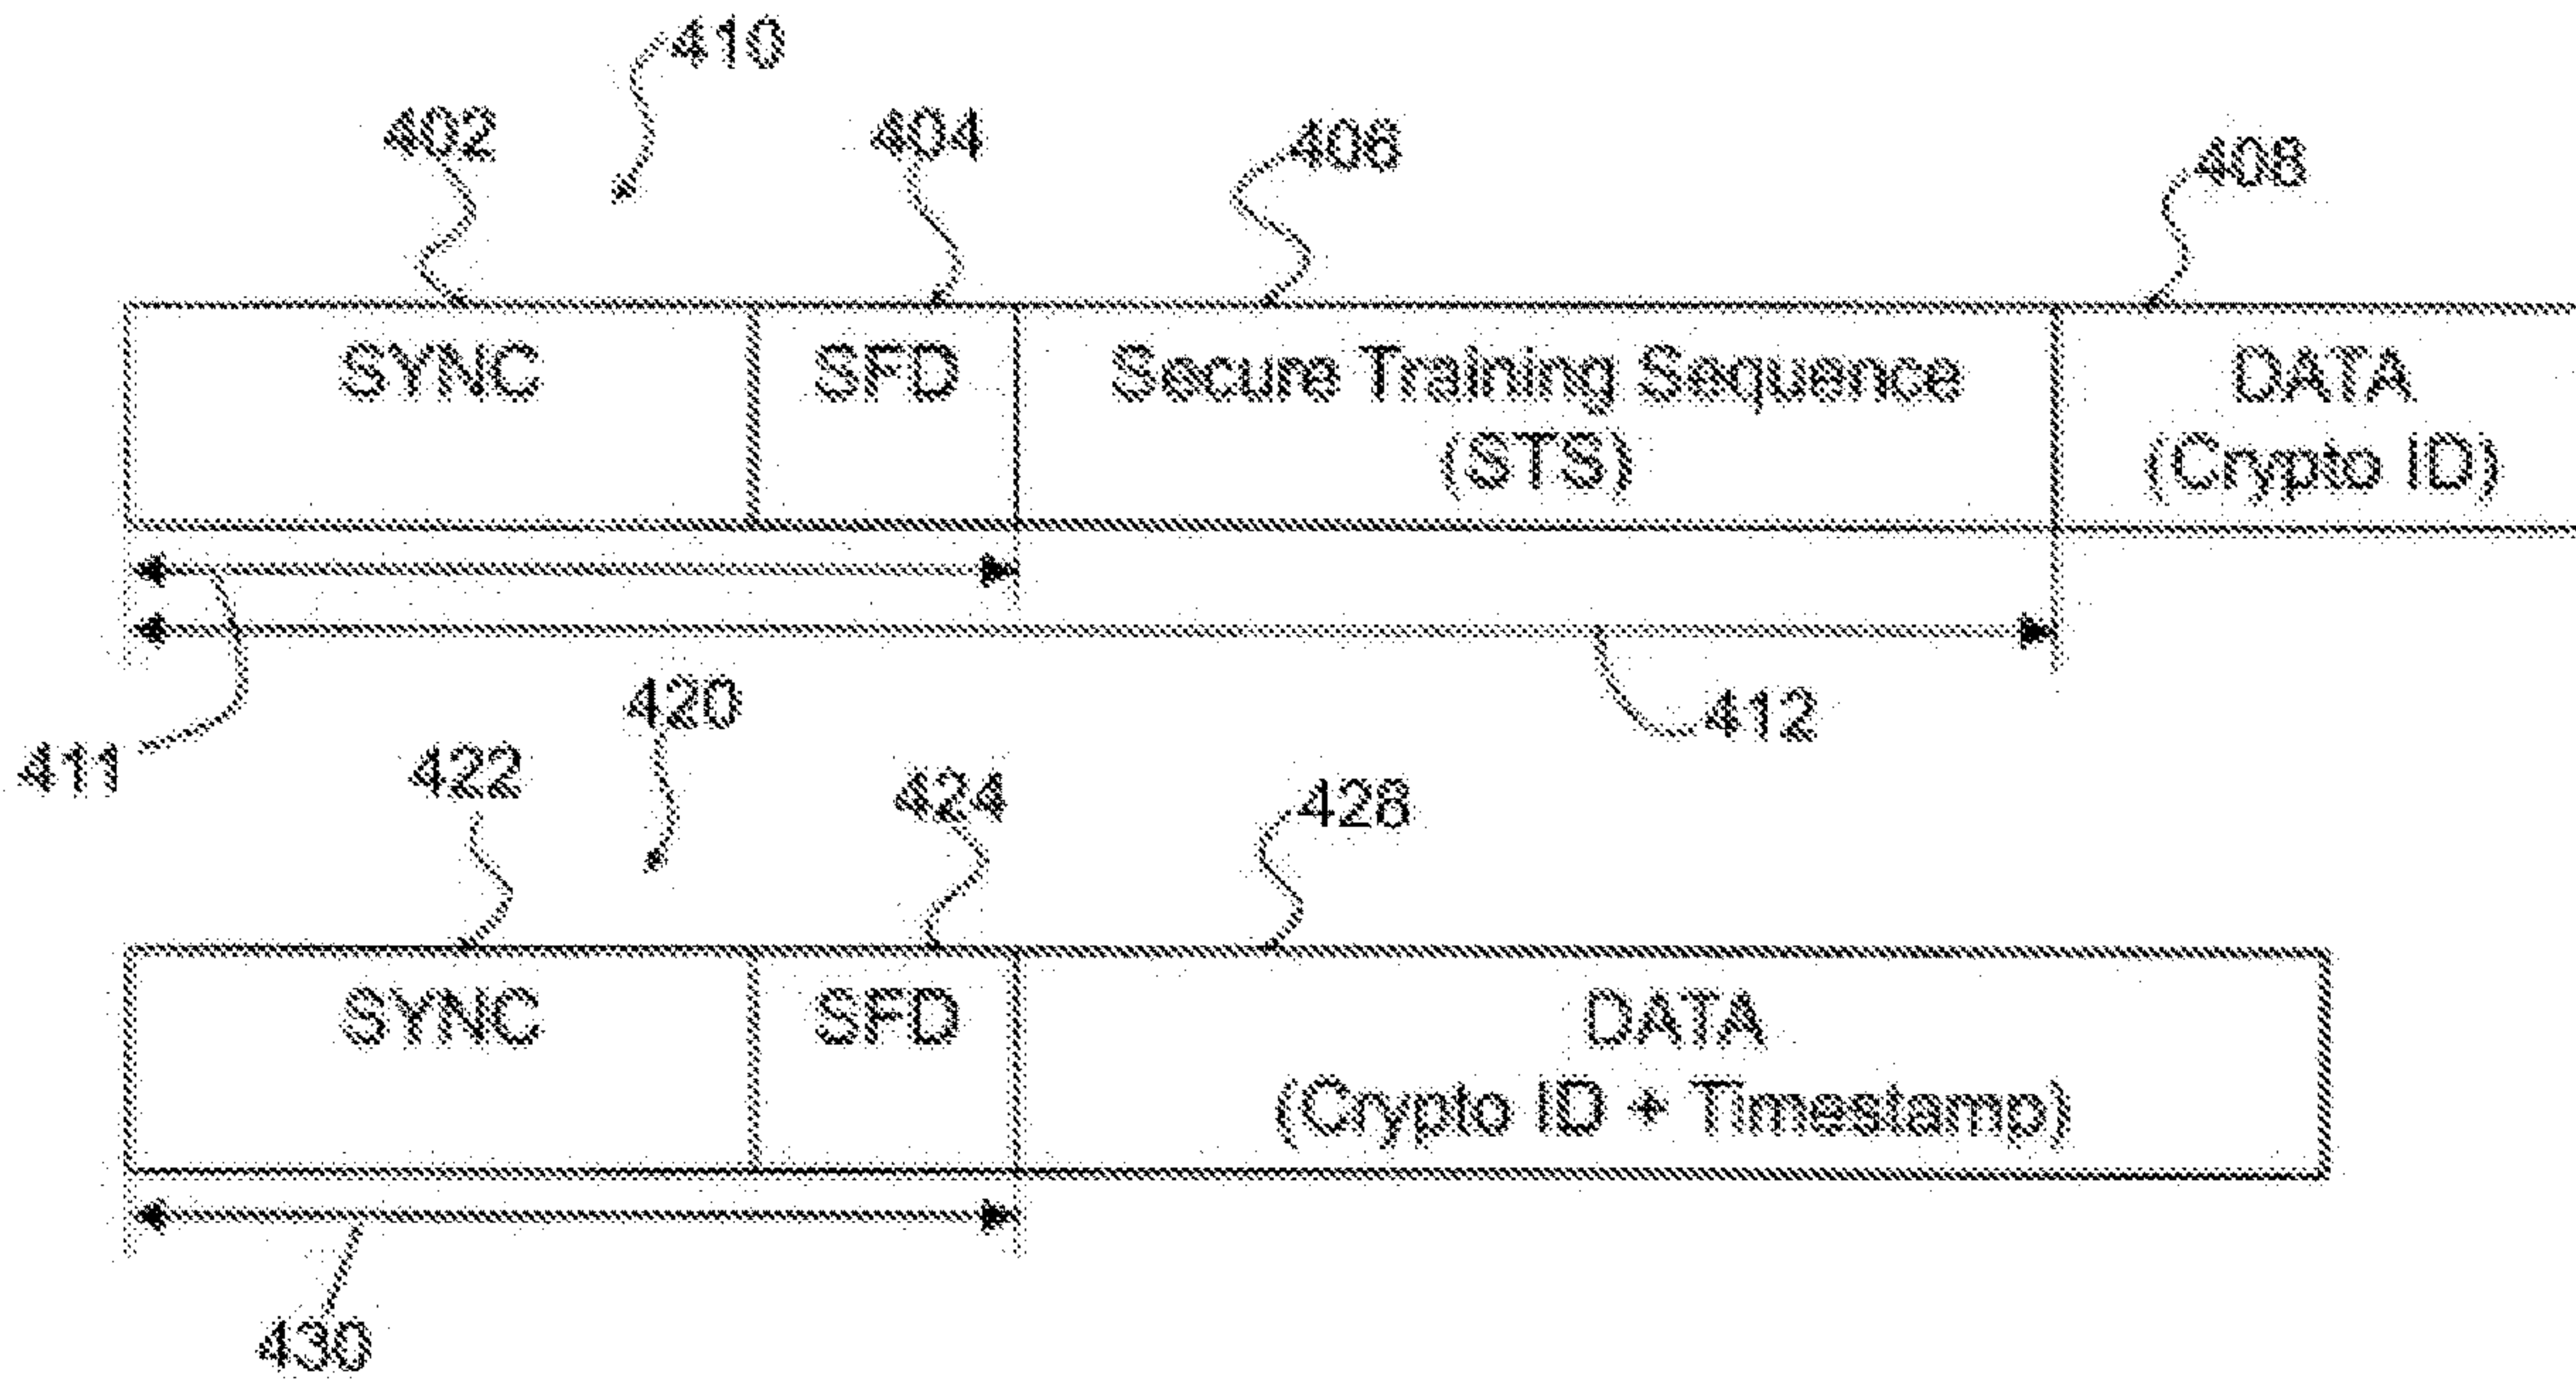 410
402
404
406
408
SYNC
SFD
Secure Training Sequence
(STS)
DATA
(Crypto ID)
411
412
420
422
424
428
SYNC
SFD
DATA
(Crypto ID + Timestamp)
430